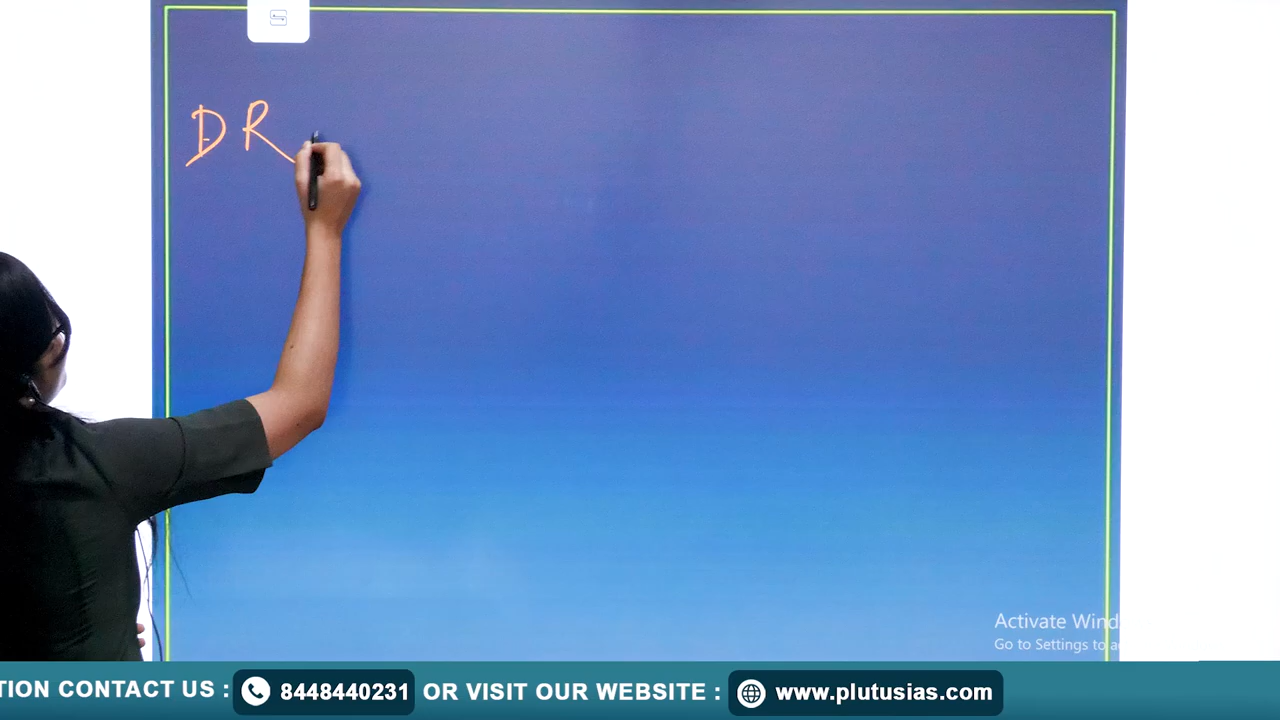 DR
Activate Wind
Go to Settings to a
TION CONTACT US : 8448440231 OR VISIT OUR WEBSITE : www.plutusias.com